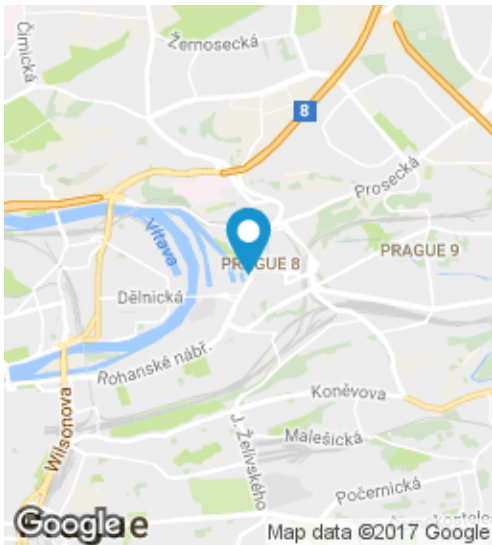 Čimická
Žernosecká
8
Prosecká
Vltava
PRAGUE 8
PRAGUE 9
Dělnická
Rohanské nábř.
Wilsonova
Koněvova
J. Želivského
Malešická
Počernická
Google
Map data ©2017 Google